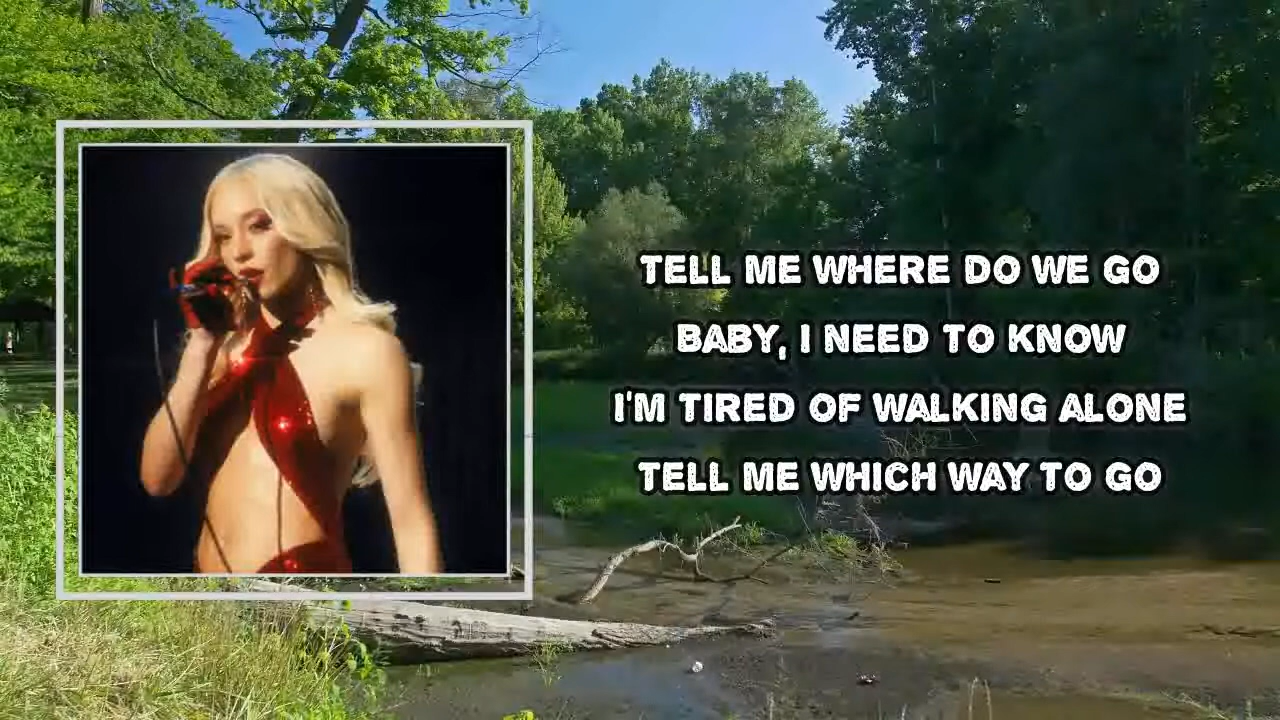 TELL ME WHERE DO WE GO
BABY, I NEED TO KNOW
I'M TIRED OF WALKING ALONE
TELL ME WHICH WAY TO GO